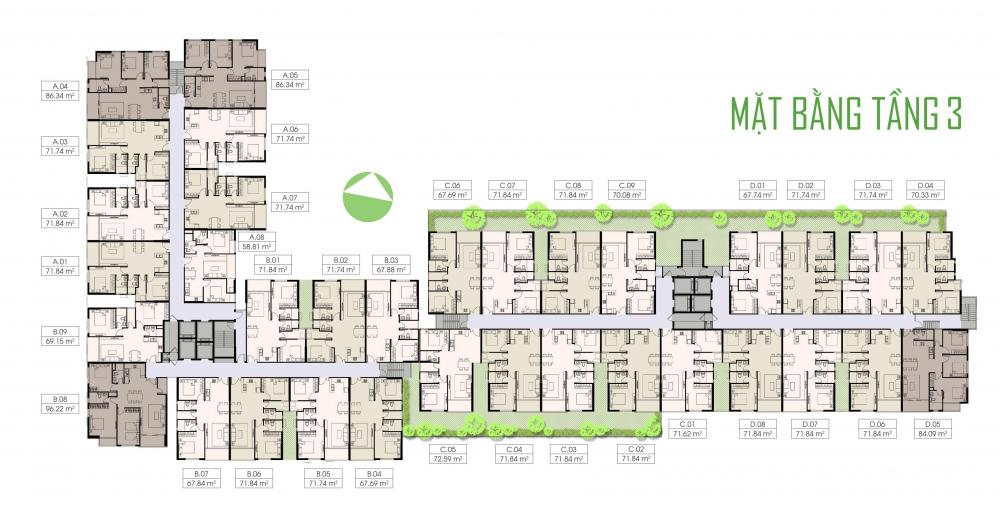 MẶT BẰNG TẦNG 3
A.04
86.34 m²
A.05
86.34 m²
A.03
71.74 m²
A.06
71.74 m²
A.02
71.84 m²
A.07
71.74 m²
A.01
71.84 m²
A.08
58.81 m²
B.01
71.84 m²
B.02
71.74 m²
B.03
67.88 m²
B.09
69.15 m²
B.08
96.22 m²
B.07
67.84 m²
B.06
71.84 m²
B.05
71.74 m²
B.04
67.69 m²
C.06
67.69 m²
C.07
71.84 m²
C.08
71.84 m²
C.09
70.08 m²
D.01
67.74 m²
D.02
71.74 m²
D.03
71.74 m²
D.04
70.33 m²
C.05
72.59 m²
C.04
71.84 m²
C.03
71.84 m²
C.02
71.84 m²
C.01
71.62 m²
D.08
71.84 m²
D.07
71.84 m²
D.06
71.84 m²
D.05
84.09 m²